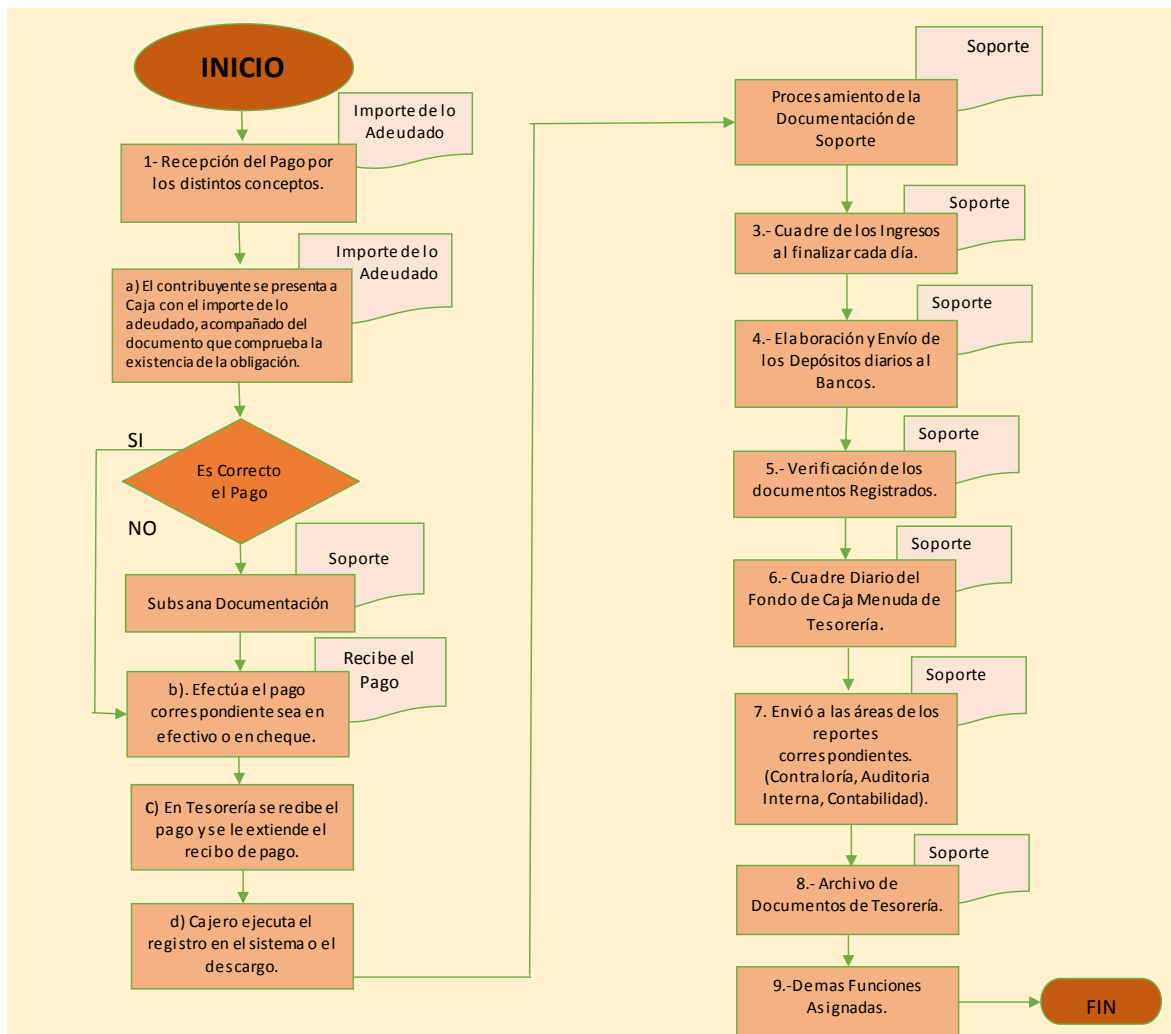 INICIO
Importe de lo
Adeudado
1- Recepción del Pago por
los distintos conceptos.
Importe de lo
Adeudado
a) El contribuyente se presenta a
Caja con el importe de lo
adeudado, acompañado del
documento que comprueba la
existencia de la obligación.
SI
Es Correcto
el Pago
NO
Soporte
Subsana Documentación
Recibe el
Pago
b). Efectúa el pago
correspondiente sea en
efectivo o en cheque.
c) En Tesorería se recibe el
pago y se le extiende el
recibo de pago.
d) Cajero ejecuta el
registro en el sistema o el
descargo.
Soporte
Procesamiento de la
Documentación de
Soporte
Soporte
3.- Cuadre de los Ingresos
al finalizar cada día.
Soporte
4.- Elaboración y Envío de
los Depósitos diarios al
Bancos.
Soporte
5.- Verificación de los
documentos Registrados.
Soporte
6.- Cuadre Diario del
Fondo de Caja Menuda de
Tesorería.
Soporte
7. Envió a las áreas de los
reportes
correspondientes.
(Contraloría, Auditoria
Interna, Contabilidad).
Soporte
8.- Archivo de
Documentos de Tesorería.
9.-Demas Funciones
Asignadas.
FIN